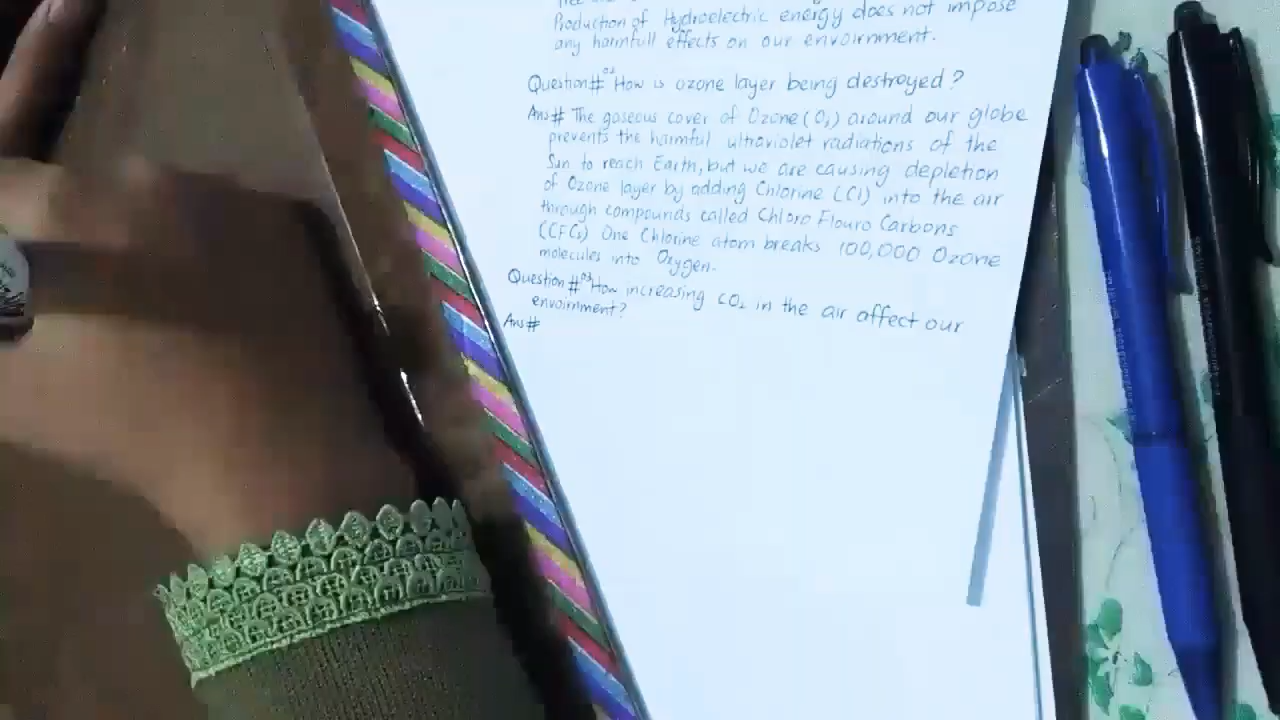 Production of Hydroelectric energy does not impose
any harmfull effects on our envoirnment.
Question# How is ozone layer being destroyed?
Ans# The gaseous cover of Ozone (O₃) around our globe
prevents the harmful ultraviolet radiations of the
Sun to reach Earth, but we are causing depletion
of Ozone layer by adding Chlorine (Cl) into the air
through compounds called Chloro Flouro Carbons
(CFCs) One Chlorine atom breaks 100,000 Ozone
molecules into Oxygen.
Question#03 How increasing CO₂ in the air affect our
envoirnment?
Ans#